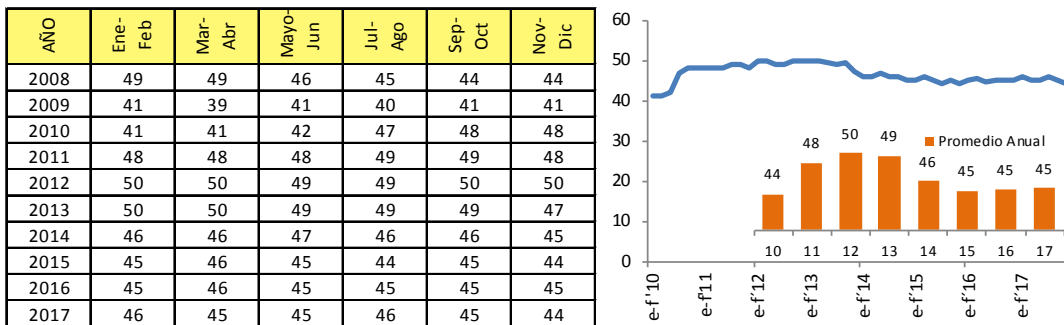 AÑO Ene-Feb Mar-Abr Mayo-Jun Jul-Ago Sep-Oct Nov-Dic
2008 49 49 46 45 44 44
2009 41 39 41 40 41 41
2010 41 41 42 47 48 48
2011 48 48 48 49 49 48
2012 50 50 49 49 50 50
2013 50 50 49 49 49 47
2014 46 46 47 46 46 45
2015 45 46 45 44 45 44
2016 45 46 45 45 45 45
2017 46 45 45 46 45 44
60
50
40
30
20
10
0
Promedio Anual
44 48 50 49 46 45 45 45
10 11 12 13 14 15 16 17
e-f'10 e-f'11 e-f'12 e-f'13 e-f'14 e-f'15 e-f'16 e-f'17